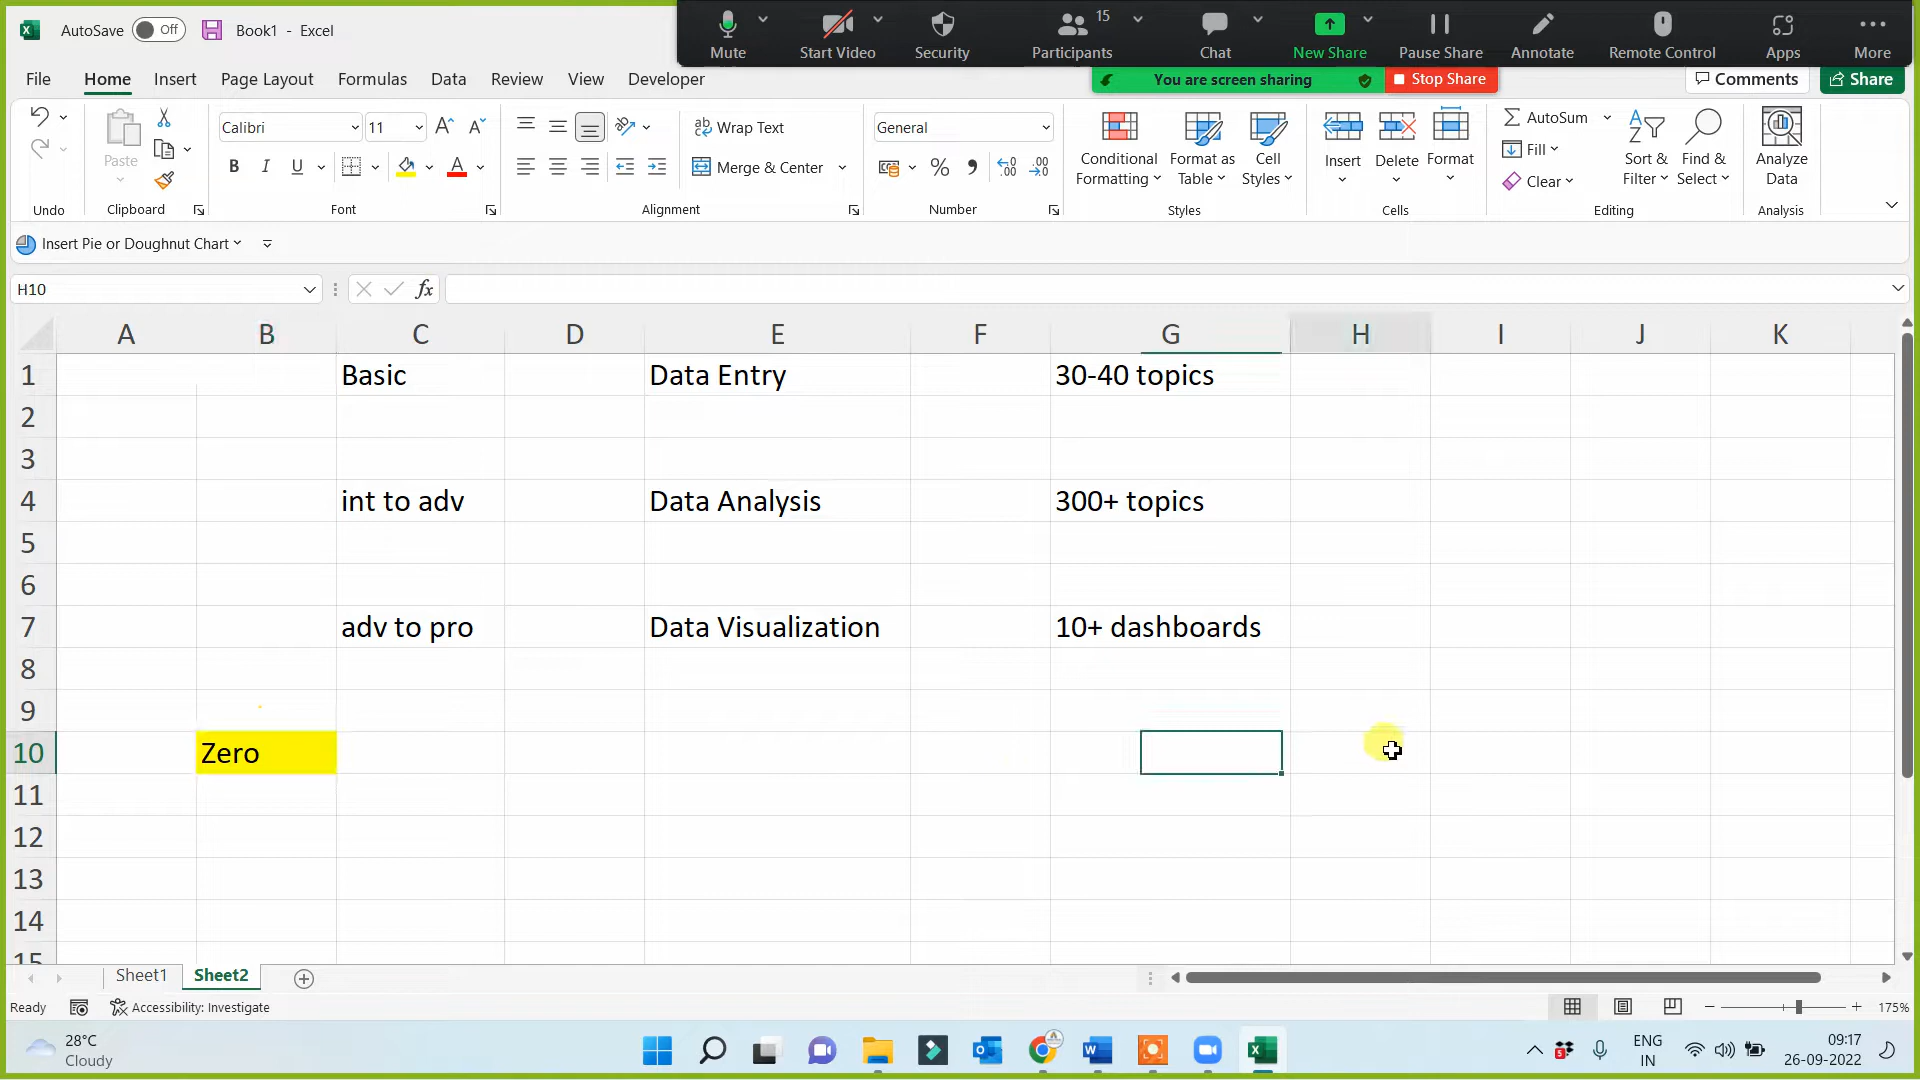 AutoSave Off Book1 - Excel
Mute Start Video Security 15 Participants Chat New Share Pause Share Annotate Remote Control Apps More
File Home Insert Page Layout Formulas Data Review View Developer
You are screen sharing Stop Share
Comments Share
Paste
Calibri 11
B I U A
ab Wrap Text
Merge & Center
General
Conditional Formatting
Format as Table
Cell Styles
Insert
Delete
Format
AutoSum
Fill
Clear
Sort & Filter
Find & Select
Analyze Data
Undo Clipboard Font Alignment Number Styles Cells Editing Analysis
Insert Pie or Doughnut Chart
H10 fx
A B C D E F G H I J K
1 Basic Data Entry 30-40 topics
2
3
4 int to adv Data Analysis 300+ topics
5
6
7 adv to pro Data Visualization 10+ dashboards
8
9
10 Zero
11
12
13
14
15
Sheet1 Sheet2
Ready Accessibility: Investigate 175%
28°C
Cloudy
ENG
IN
09:17
26-09-2022